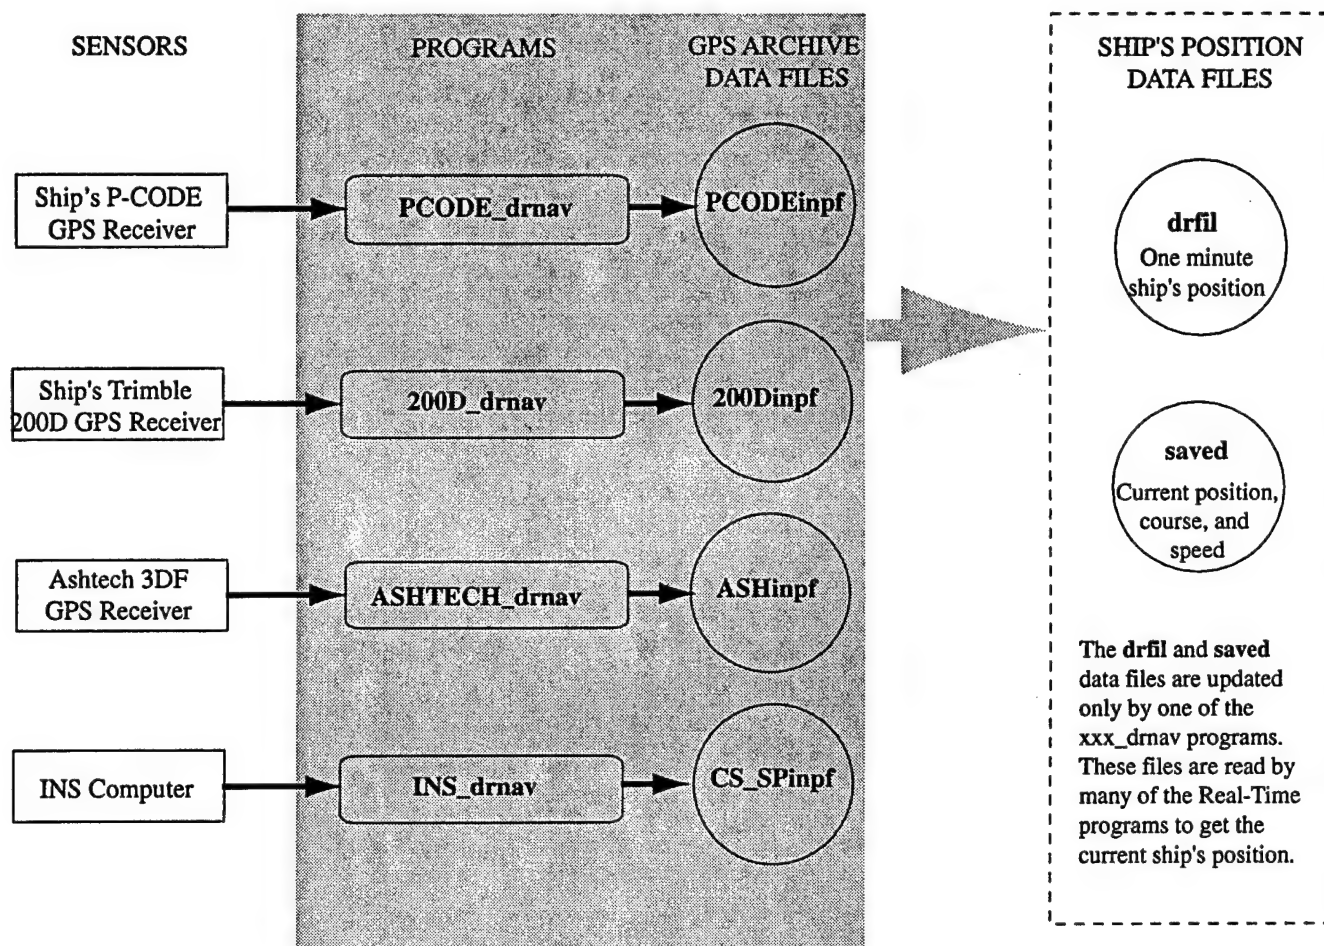 SENSORS
PROGRAMS
GPS ARCHIVE
DATA FILES
SHIP'S POSITION
DATA FILES
Ship's P-CODE
GPS Receiver
PCODE_drnav
PCODEinpf
Ship's Trimble
200D GPS Receiver
200D_drnav
200Dinpf
Ashtech 3DF
GPS Receiver
ASHTECH_drnav
ASHinpf
INS Computer
INS_drnav
CS_SPinpf
drfil
One minute
ship's position
saved
Current position,
course, and
speed
The drfil and saved
data files are updated
only by one of the
xxx_drnav programs.
These files are read by
many of the Real-Time
programs to get the
current ship's position.